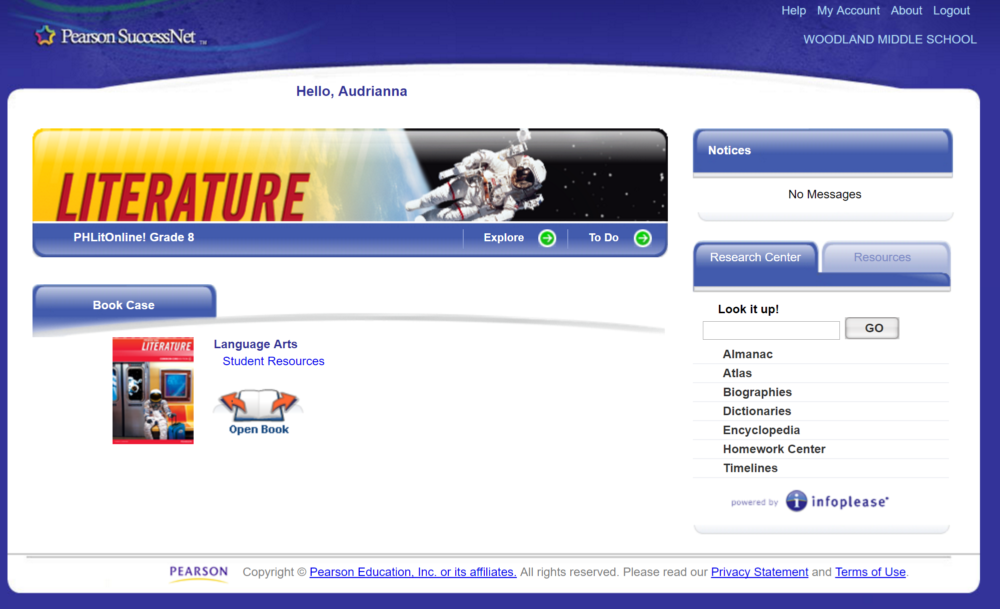 Help My Account About Logout
Pearson SuccessNet TM
WOODLAND MIDDLE SCHOOL
Hello, Audrianna
LITERATURE
PHLitOnline! Grade 8
Explore
To Do
Notices
No Messages
Research Center
Resources
Look it up!
GO
Almanac
Atlas
Biographies
Dictionaries
Encyclopedia
Homework Center
Timelines
powered by infoplease
Book Case
LITERATURE
Language Arts
Student Resources
Open Book
PEARSON
Copyright © Pearson Education, Inc. or its affiliates. All rights reserved. Please read our Privacy Statement and Terms of Use.